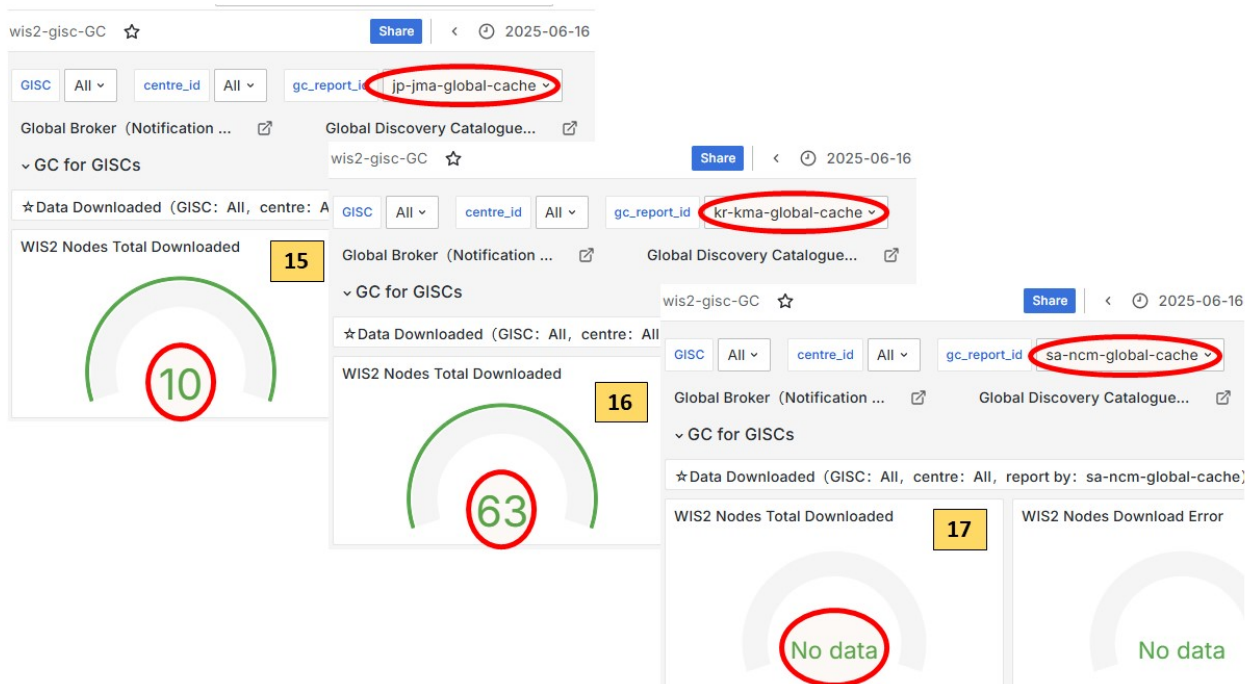 wis2-gisc-GC ☆ Share < 2025-06-16
GISC All centre_id All gc_report_id jp-jma-global-cache
Global Broker（Notification ... Global Discovery Catalogue...
GC for GISCs
☆Data Downloaded（GISC: All, centre: A
WIS2 Nodes Total Downloaded
15
10
wis2-gisc-GC ☆ Share < 2025-06-16
GISC All centre_id All gc_report_id kr-kma-global-cache
Global Broker（Notification ... Global Discovery Catalogue...
GC for GISCs
☆Data Downloaded（GISC: All, centre: All
WIS2 Nodes Total Downloaded
16
63
wis2-gisc-GC ☆ Share < 2025-06-16
GISC All centre_id All gc_report_id sa-ncm-global-cache
Global Broker（Notification ... Global Discovery Catalogue...
GC for GISCs
☆Data Downloaded（GISC: All, centre: All, report by: sa-ncm-global-cache）
WIS2 Nodes Total Downloaded
17
No data
WIS2 Nodes Download Error
No data